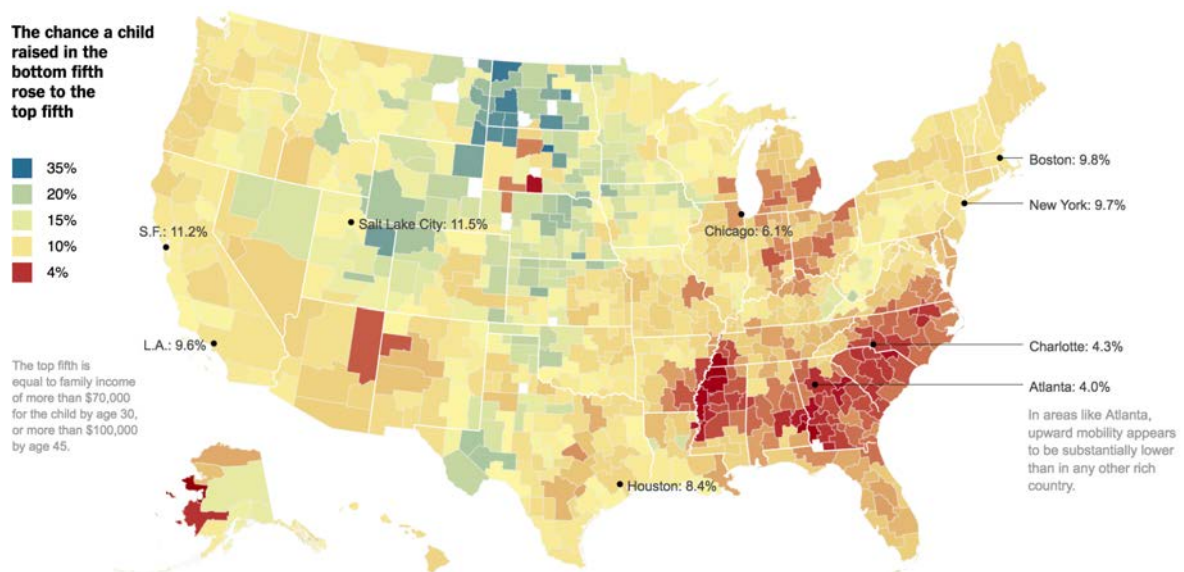 The chance a child
raised in the
bottom fifth
rose to the
top fifth
35%
20%
15%
10%
4%
S.F.: 11.2%
Salt Lake City: 11.5%
L.A.: 9.6%
Chicago: 6.1%
Houston: 8.4%
Boston: 9.8%
New York: 9.7%
Charlotte: 4.3%
Atlanta: 4.0%
The top fifth is
equal to family income
of more than $70,000
for the child by age 30,
or more than $100,000
by age 45.
In areas like Atlanta,
upward mobility appears
to be substantially lower
than in any other rich
country.